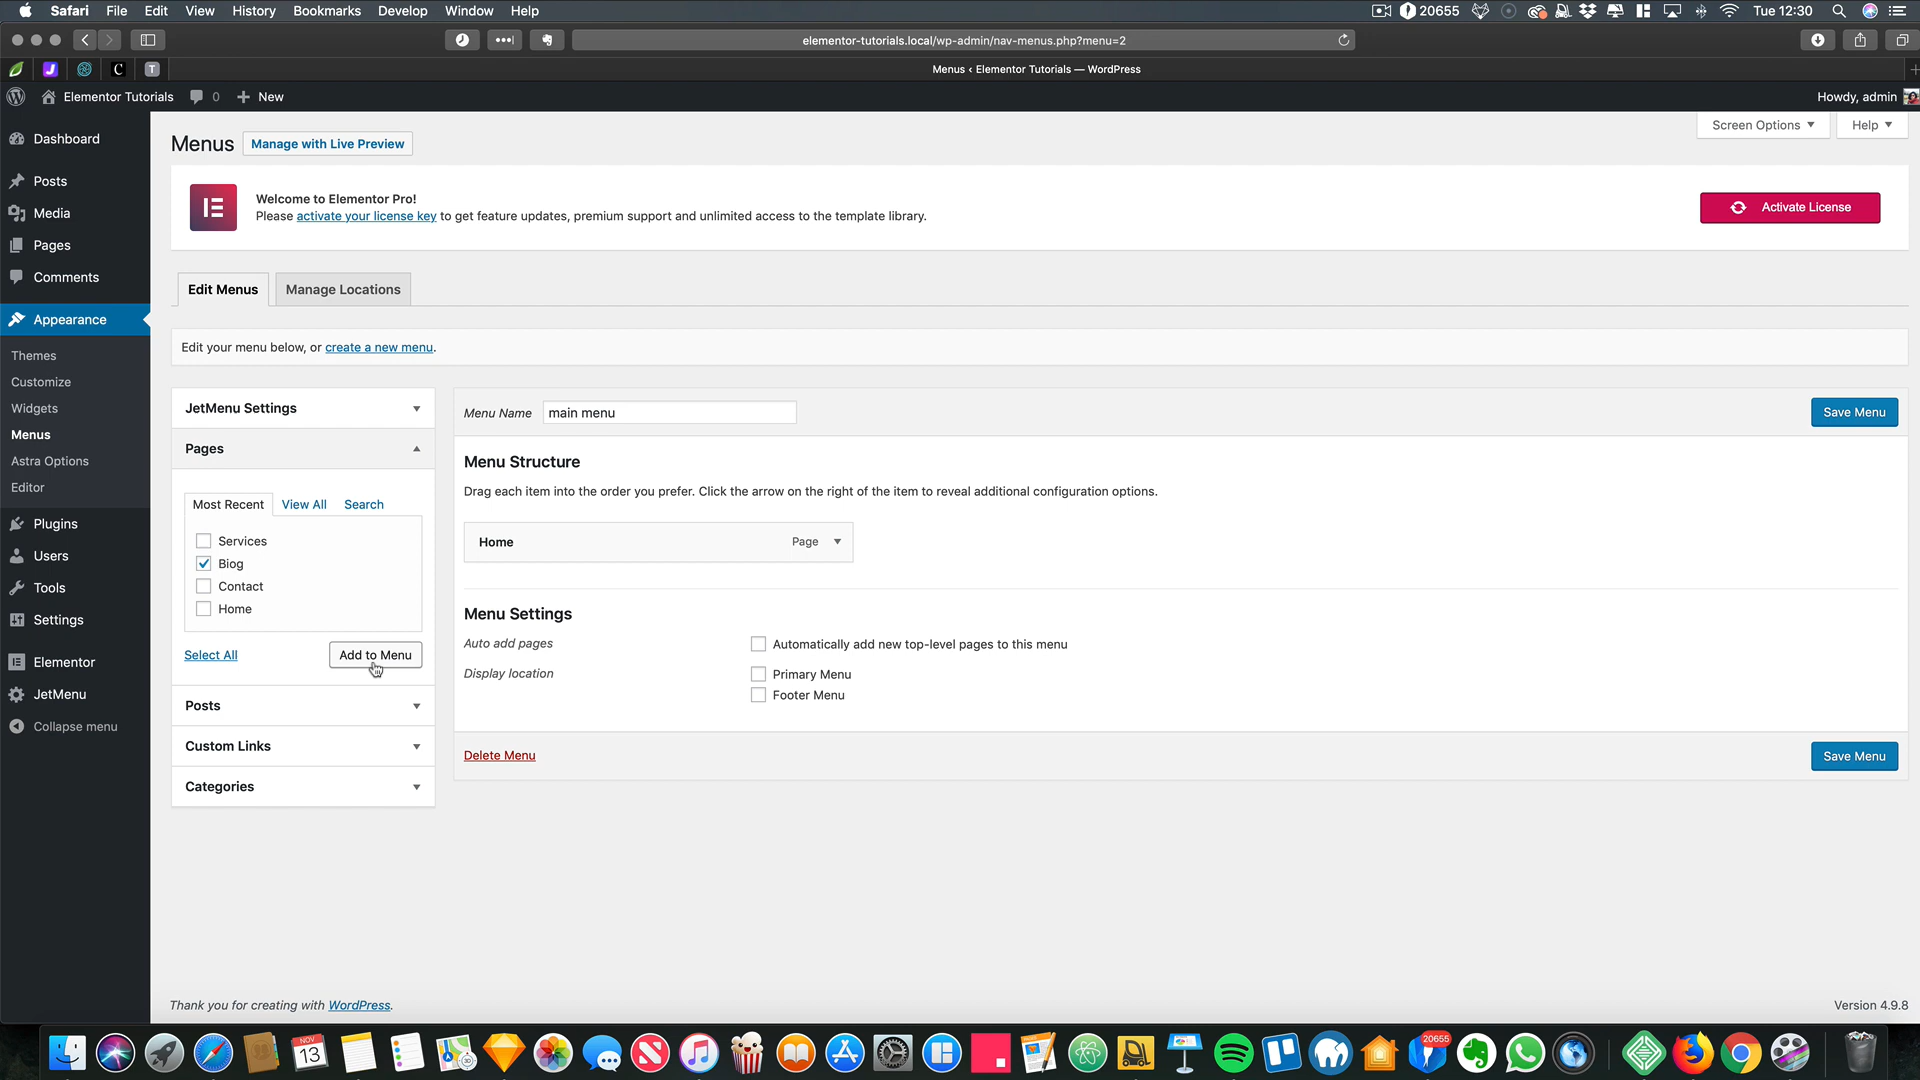 Safari File Edit View History Bookmarks Develop Window Help 20655 Tue 12:30
elementor-tutorials.local/wp-admin/nav-menus.php?menu=2
J C T Menus ‹ Elementor Tutorials — WordPress
Elementor Tutorials 0 + New Howdy, admin
Screen Options Help
Dashboard
Posts
Media
Pages
Comments
Appearance
Themes
Customize
Widgets
Menus
Astra Options
Editor
Plugins
Users
Tools
Settings
Elementor
JetMenu
Collapse menu
Menus Manage with Live Preview
Welcome to Elementor Pro!
Please activate your license key to get feature updates, premium support and unlimited access to the template library.
Activate License
Edit Menus Manage Locations
Edit your menu below, or create a new menu.
JetMenu Settings
Pages
Most Recent View All Search
Services
Biog
Contact
Home
Select All Add to Menu
Posts
Custom Links
Categories
Menu Name main menu Save Menu
Menu Structure
Drag each item into the order you prefer. Click the arrow on the right of the item to reveal additional configuration options.
Home Page
Menu Settings
Auto add pages Automatically add new top-level pages to this menu
Display location Primary Menu
Footer Menu
Delete Menu Save Menu
Thank you for creating with WordPress. Version 4.9.8
NOV
13
20655